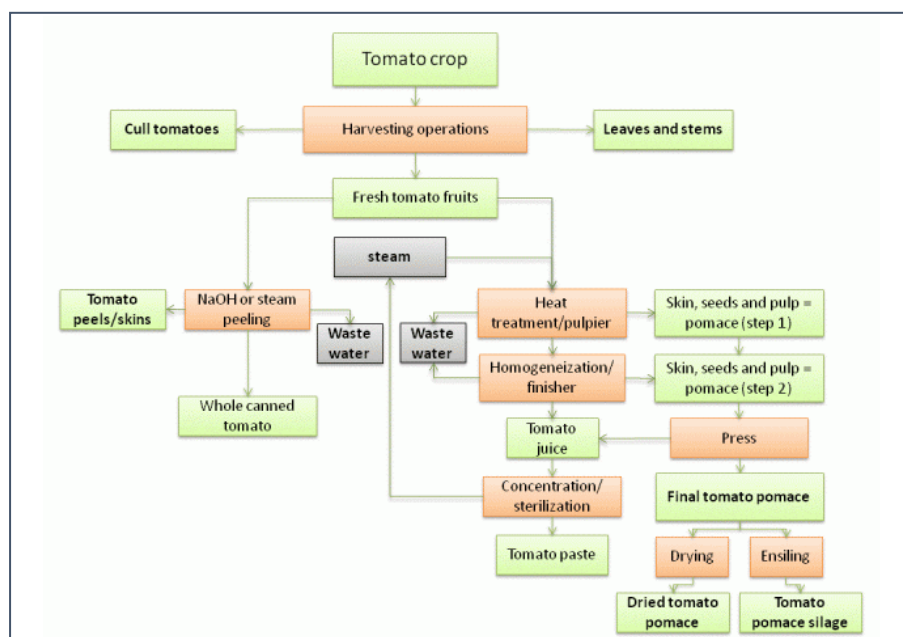 Tomato crop
Cull tomatoes
Harvesting operations
Leaves and stems
Fresh tomato fruits
steam
Tomato
peels/skins
NaOH or steam
peeling
Waste
water
Waste
water
Heat
treatment/pulpier
Skin, seeds and pulp =
pomace (step 1)
Homogeneization/
finisher
Skin, seeds and pulp =
pomace (step 2)
Whole canned
tomato
Tomato
juice
Press
Concentration/
sterilization
Final tomato pomace
Tomato paste
Drying
Ensiling
Dried tomato
pomace
Tomato
pomace silage